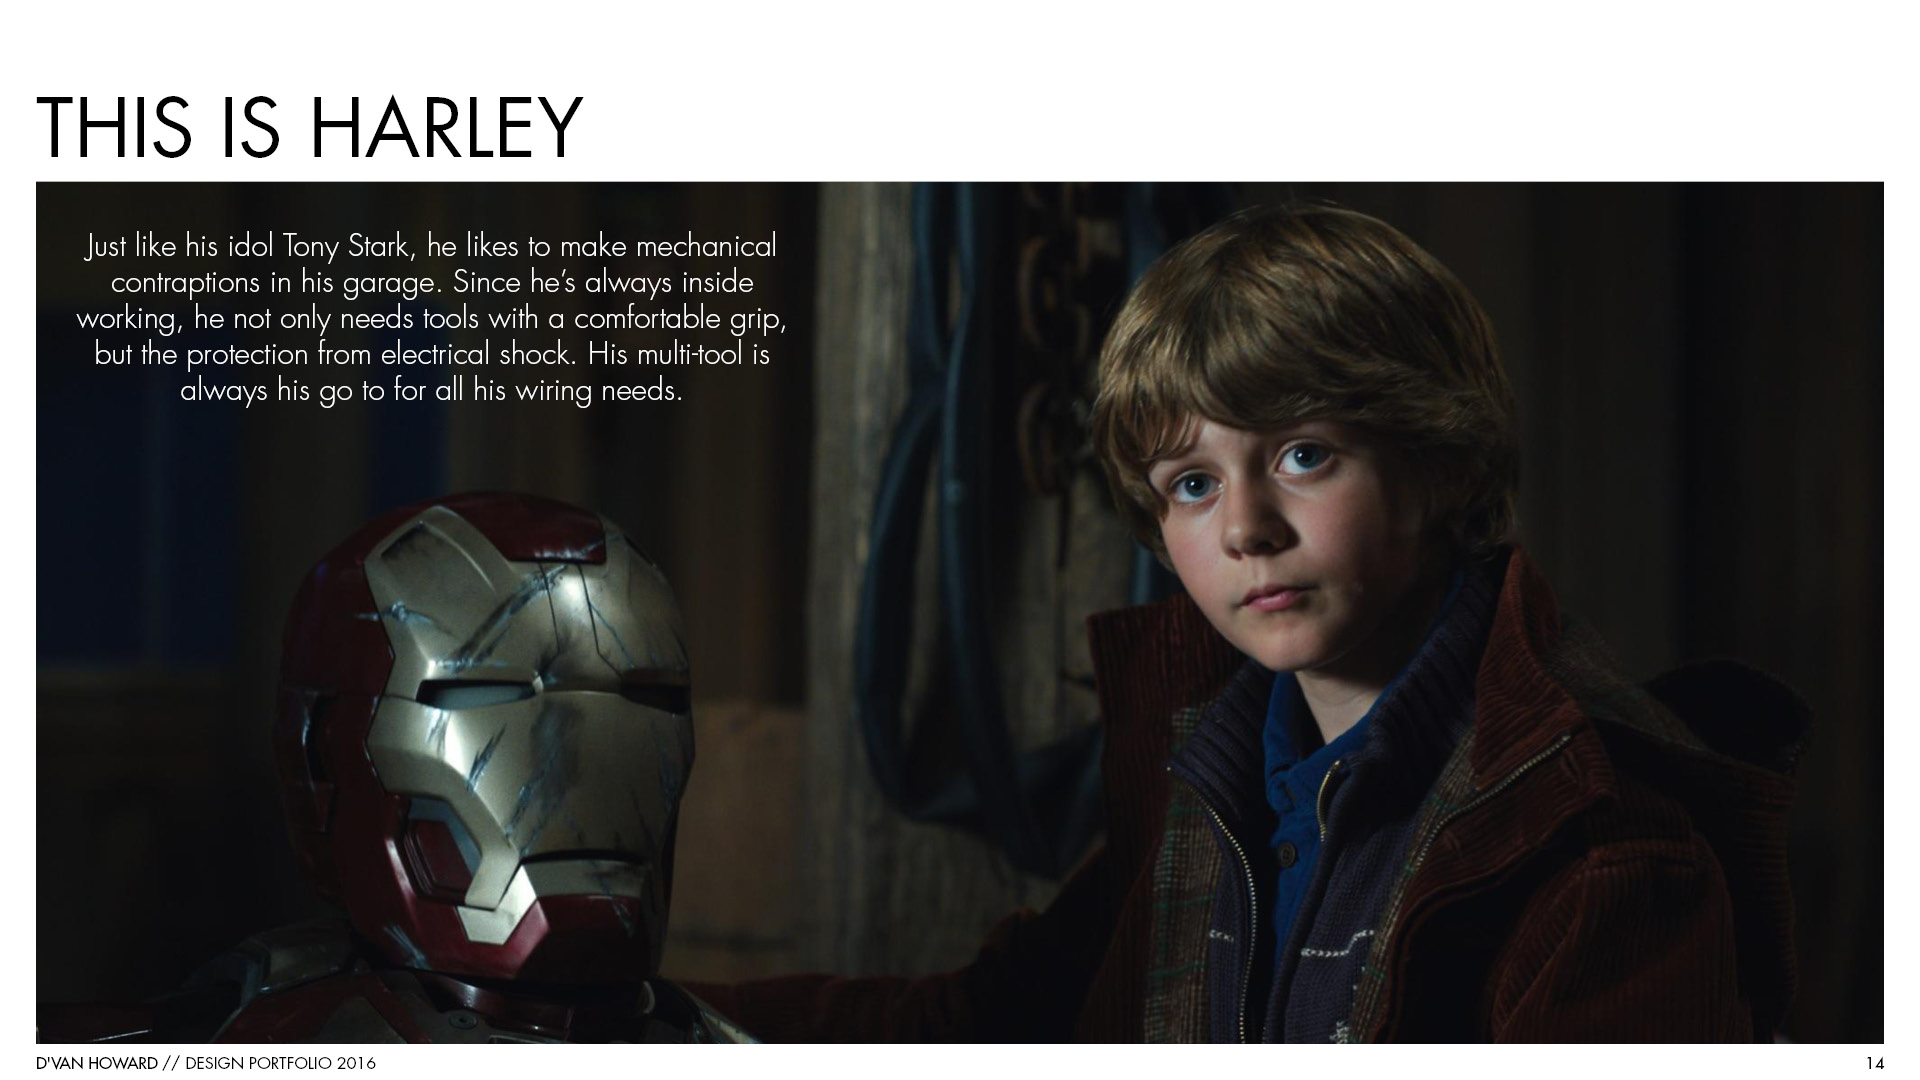 THIS IS HARLEY
Just like his idol Tony Stark, he likes to make mechanical
contraptions in his garage. Since he’s always inside
working, he not only needs tools with a comfortable grip,
but the protection from electrical shock. His multi-tool is
always his go to for all his wiring needs.
D'VAN HOWARD // DESIGN PORTFOLIO 2016
14